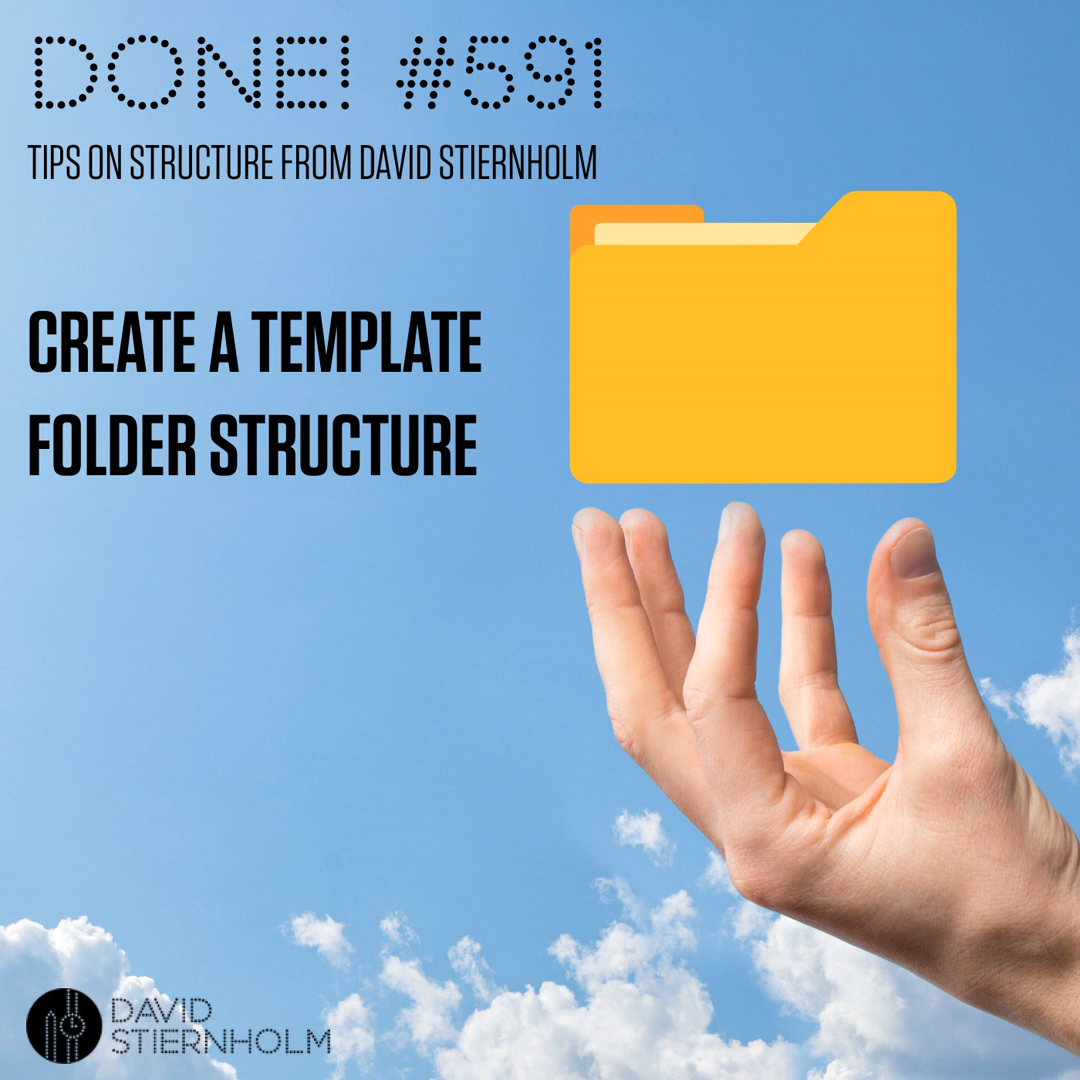 DONE! #591
TIPS ON STRUCTURE FROM DAVID STIERNHOLM
CREATE A TEMPLATE
FOLDER STRUCTURE
DAVID
STIERNHOLM